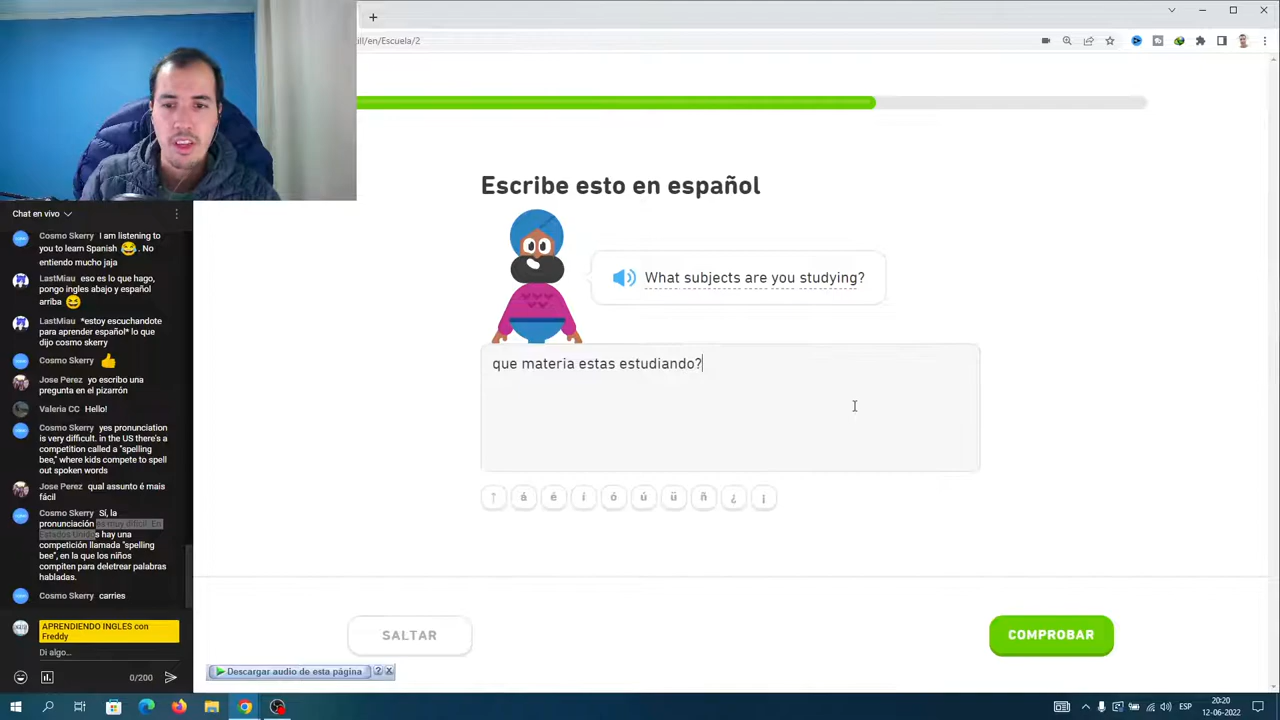 ill/en/Escuela/2
Chat en vivo
Cosmo Skerry I am listening to
you to learn Spanish 😂. No
entiendo mucho jaja
LastMiau eso es lo que hago,
pongo ingles abajo y español
arriba 😆
LastMiau *estoy escuchandote
para aprender español* lo que
dijo cosmo skerry
Cosmo Skerry 👍
Jose Perez yo escribo una
pregunta en el pizarrón
Valeria CC Hello!
Cosmo Skerry yes pronunciation
is very difficult. in the US there's a
competition called a "spelling
bee," where kids compete to spell
out spoken words
Jose Perez qual assunto é mais
fácil
Cosmo Skerry Sí, la
pronunciación es muy difícil. En
Estados Unidos hay una
competición llamada "spelling
bee", en la que los niños
compiten para deletrear palabras
habladas.
Cosmo Skerry carries
APRENDIENDO INGLES con
Freddy
Di algo...
0/200
Escribe esto en español
What subjects are you studying?
que materia estas estudiando?
↑ á é í ó ú ü ñ ¿ ¡
SALTAR
COMPROBAR
Descargar audio de esta página ? X
ESP
20:20
12-06-2022